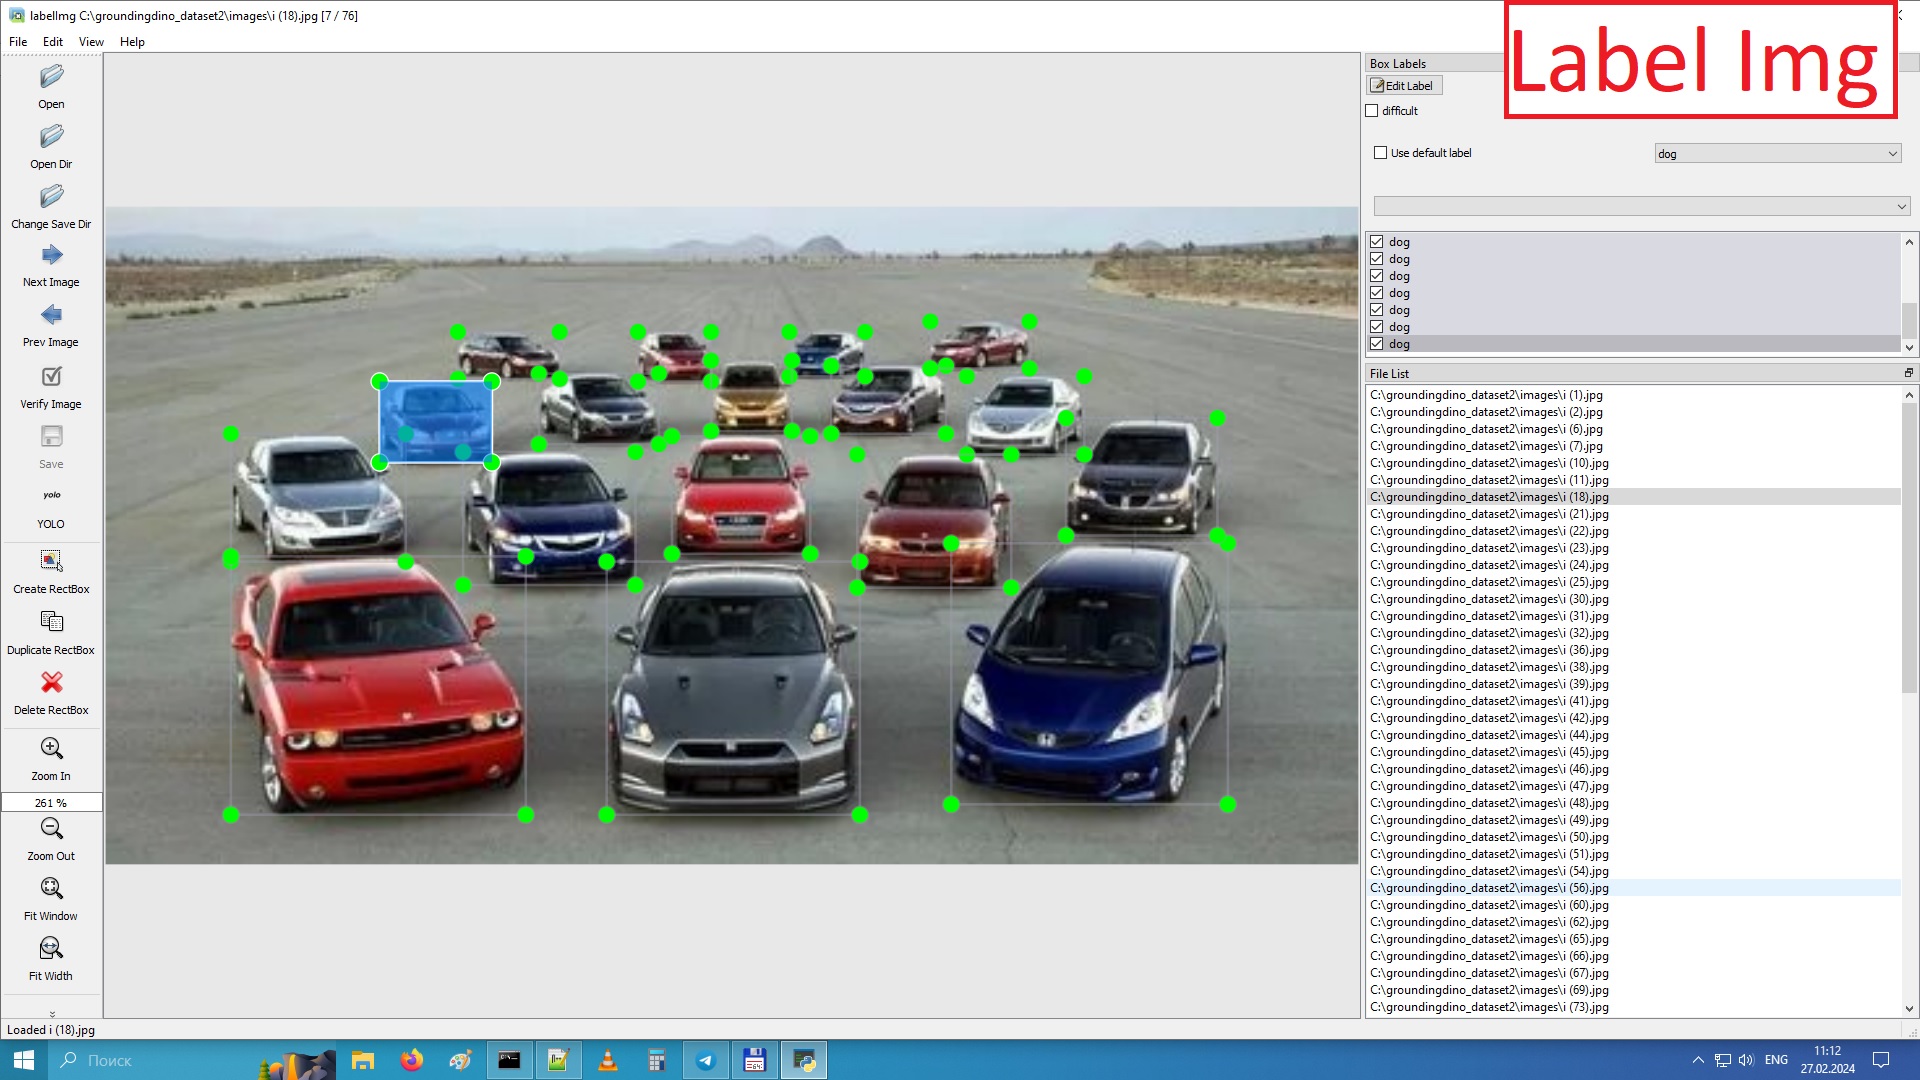 labelImg C:\groundingdino_dataset2\images\i (18).jpg [7 / 76]
File Edit View Help
Label Img
Open
Open Dir
Change Save Dir
Next Image
Prev Image
Verify Image
Save
yolo
YOLO
Create RectBox
Duplicate RectBox
Delete RectBox
Zoom In
261 %
Zoom Out
Fit Window
Fit Width
Box Labels
Edit Label
difficult
Use default label dog
dog
dog
dog
dog
dog
dog
dog
File List
C:\groundingdino_dataset2\images\i (1).jpg
C:\groundingdino_dataset2\images\i (2).jpg
C:\groundingdino_dataset2\images\i (6).jpg
C:\groundingdino_dataset2\images\i (7).jpg
C:\groundingdino_dataset2\images\i (10).jpg
C:\groundingdino_dataset2\images\i (11).jpg
C:\groundingdino_dataset2\images\i (18).jpg
C:\groundingdino_dataset2\images\i (21).jpg
C:\groundingdino_dataset2\images\i (22).jpg
C:\groundingdino_dataset2\images\i (23).jpg
C:\groundingdino_dataset2\images\i (24).jpg
C:\groundingdino_dataset2\images\i (25).jpg
C:\groundingdino_dataset2\images\i (30).jpg
C:\groundingdino_dataset2\images\i (31).jpg
C:\groundingdino_dataset2\images\i (32).jpg
C:\groundingdino_dataset2\images\i (36).jpg
C:\groundingdino_dataset2\images\i (38).jpg
C:\groundingdino_dataset2\images\i (39).jpg
C:\groundingdino_dataset2\images\i (41).jpg
C:\groundingdino_dataset2\images\i (42).jpg
C:\groundingdino_dataset2\images\i (44).jpg
C:\groundingdino_dataset2\images\i (45).jpg
C:\groundingdino_dataset2\images\i (46).jpg
C:\groundingdino_dataset2\images\i (47).jpg
C:\groundingdino_dataset2\images\i (48).jpg
C:\groundingdino_dataset2\images\i (49).jpg
C:\groundingdino_dataset2\images\i (50).jpg
C:\groundingdino_dataset2\images\i (51).jpg
C:\groundingdino_dataset2\images\i (54).jpg
C:\groundingdino_dataset2\images\i (56).jpg
C:\groundingdino_dataset2\images\i (60).jpg
C:\groundingdino_dataset2\images\i (62).jpg
C:\groundingdino_dataset2\images\i (65).jpg
C:\groundingdino_dataset2\images\i (66).jpg
C:\groundingdino_dataset2\images\i (67).jpg
C:\groundingdino_dataset2\images\i (69).jpg
C:\groundingdino_dataset2\images\i (73).jpg
Loaded i (18).jpg
Поиск
ENG
11:12
27.02.2024